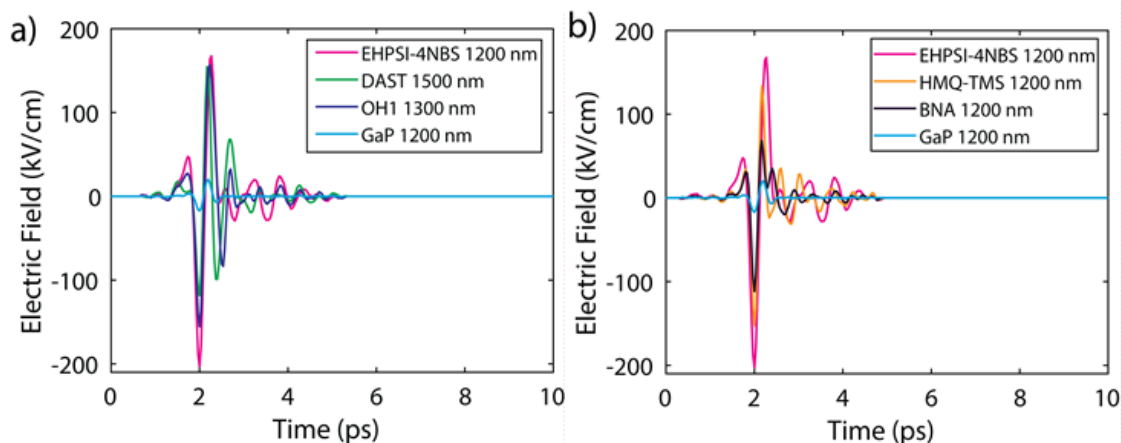 a)
200
100
0
-100
-200
Electric Field (kV/cm)
EHPSI-4NBS 1200 nm
DAST 1500 nm
OH1 1300 nm
GaP 1200 nm
0
2
4
6
8
10
Time (ps)
b)
200
100
0
-100
-200
Electric Field (kV/cm)
EHPSI-4NBS 1200 nm
HMQ-TMS 1200 nm
BNA 1200 nm
GaP 1200 nm
0
2
4
6
8
10
Time (ps)